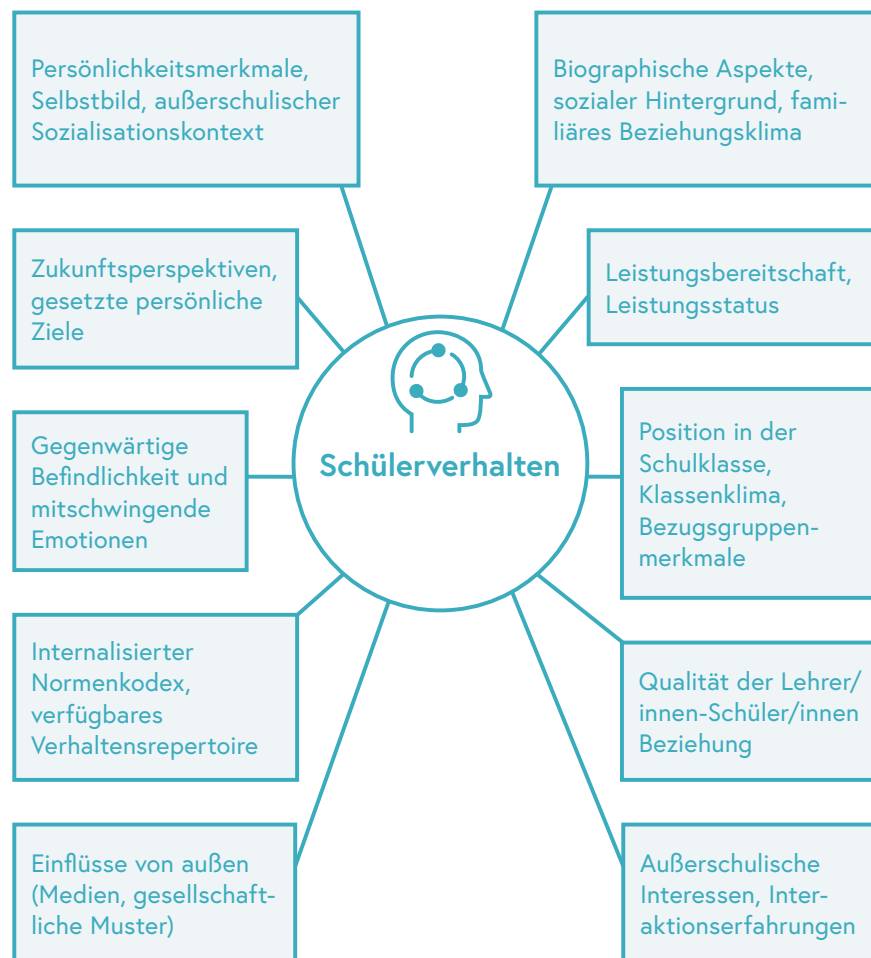 Persönlichkeitsmerkmale,
Selbstbild, außerschulischer
Sozialisationskontext
Biographische Aspekte,
sozialer Hintergrund, fami-
liäres Beziehungsklima
Zukunftsperspektiven,
gesetzte persönliche
Ziele
Leistungsbereitschaft,
Leistungsstatus
Schülerverhalten
Gegenwärtige
Befindlichkeit und
mitschwingende
Emotionen
Position in der
Schulklasse,
Klassenklima,
Bezugsgruppen-
merkmale
Internalisierter
Normenkodex,
verfügbares
Verhaltensrepertoire
Qualität der Lehrer/
innen-Schüler/innen
Beziehung
Einflüsse von außen
(Medien, gesellschaft-
liche Muster)
Außerschulische
Interessen, Inter-
aktionserfahrungen